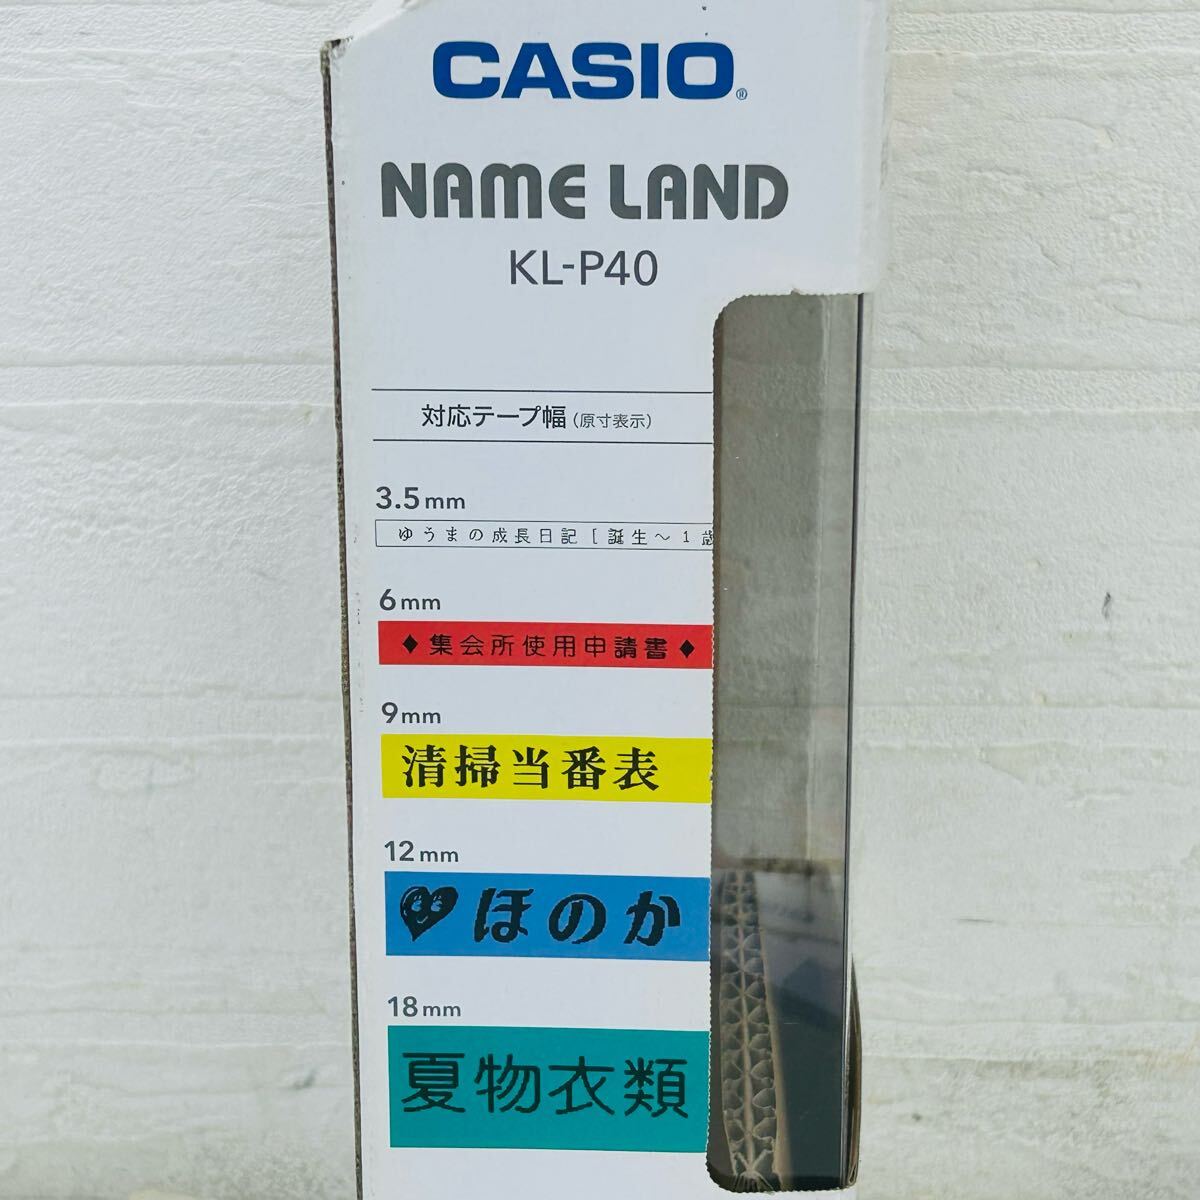 CASIO®
NAME LAND
KL-P40
対応テープ幅(原寸表示)
3.5mm
ゆうまの成長日記[誕生～1歳
6mm
♦集会所使用申請書♦
9mm
清掃当番表
12mm
ほのか
18mm
夏物衣類